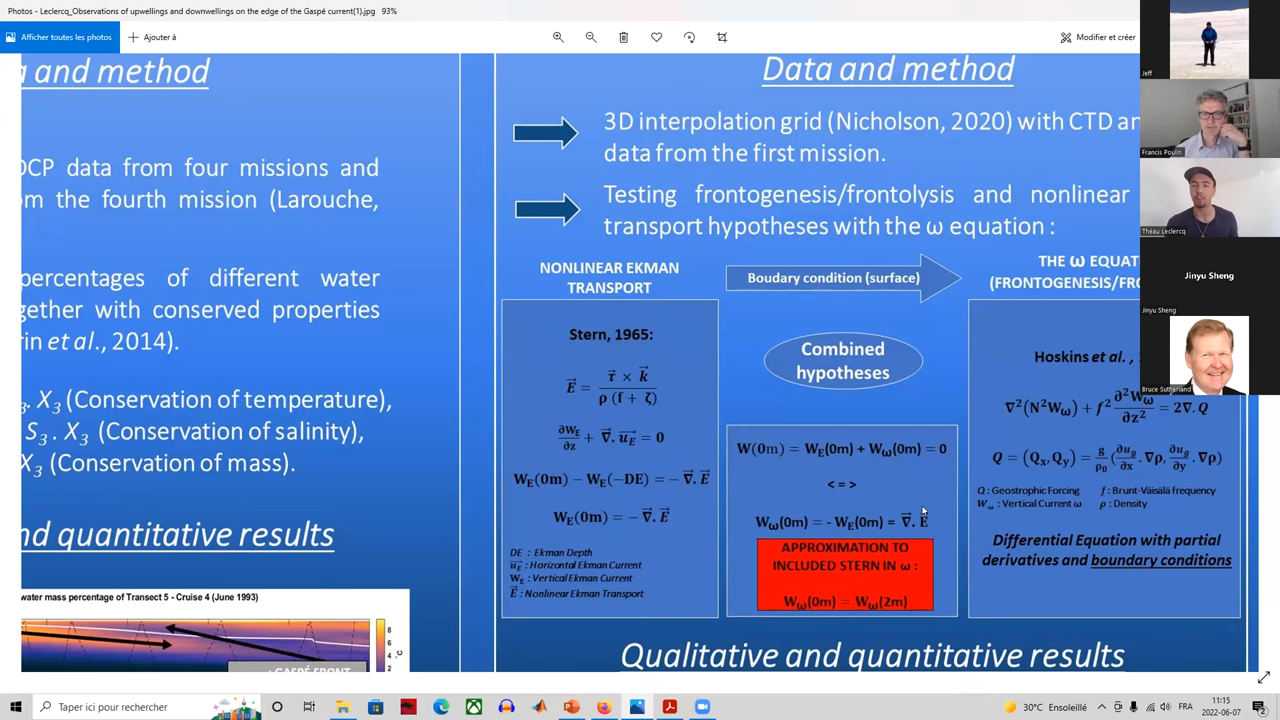 Photos - Leclercq_Observations of upwellings and downwellings on the edge of the Gaspé current(1).jpg 93%
Afficher toutes les photos
Ajouter à
Modifier et créer
and method
DCP data from four missions and
om the fourth mission (Larouche,
percentages of different water
gether with conserved properties
rin et al., 2014).
3. X₃ (Conservation of temperature),
S₃ . X₃ (Conservation of salinity),
X₃ (Conservation of mass).
nd quantitative results
water mass percentage of Transect 5 - Cruise 4 (June 1993)
8
6
4
2
°C
: GASPÉ FRONT
Data and method
3D interpolation grid (Nicholson, 2020) with CTD an
data from the first mission.
Testing frontogenesis/frontolysis and nonlinear
transport hypotheses with the ω equation :
NONLINEAR EKMAN
TRANSPORT
Stern, 1965:
E⃗ = τ⃗ × k⃗ / ρ (f + ζ)
∂W_E/∂z + ∇⃗. u_E⃗ = 0
W_E(0m) − W_E(−DE) = − ∇⃗. E⃗
W_E(0m) = − ∇⃗. E⃗
DE : Ekman Depth
u_E⃗ : Horizontal Ekman Current
W_E : Vertical Ekman Current
E⃗ : Nonlinear Ekman Transport
Boudary condition (surface)
Combined
hypotheses
W(0m) = W_E(0m) + W_ω(0m) = 0
< = >
W_ω(0m) = - W_E(0m) = ∇⃗. E⃗
APPROXIMATION TO
INCLUDED STERN IN ω :
W_ω(0m) = W_ω(2m)
THE ω EQUAT
(FRONTOGENESIS/FRO
Hoskins et al. ,
∇²(N²W_ω) + f² ∂²W_ω/∂z² = 2∇. Q
Q = (Q_x, Q_y) = g/ρ₀ (∂u_g/∂x . ∇ρ, ∂u_g/∂y . ∇ρ)
Q : Geostrophic Forcing f : Brunt-Väisälä frequency
W_ω : Vertical Current ω ρ : Density
Differential Equation with partial
derivatives and boundary conditions
Qualitative and quantitative results
Jeff
Francis Poulin
Théau Leclercq
Jinyu Sheng
Jinyu Sheng
Bruce Sutherland
Taper ici pour rechercher
30°C Ensoleillé
FRA
11:15
2022-06-07
2